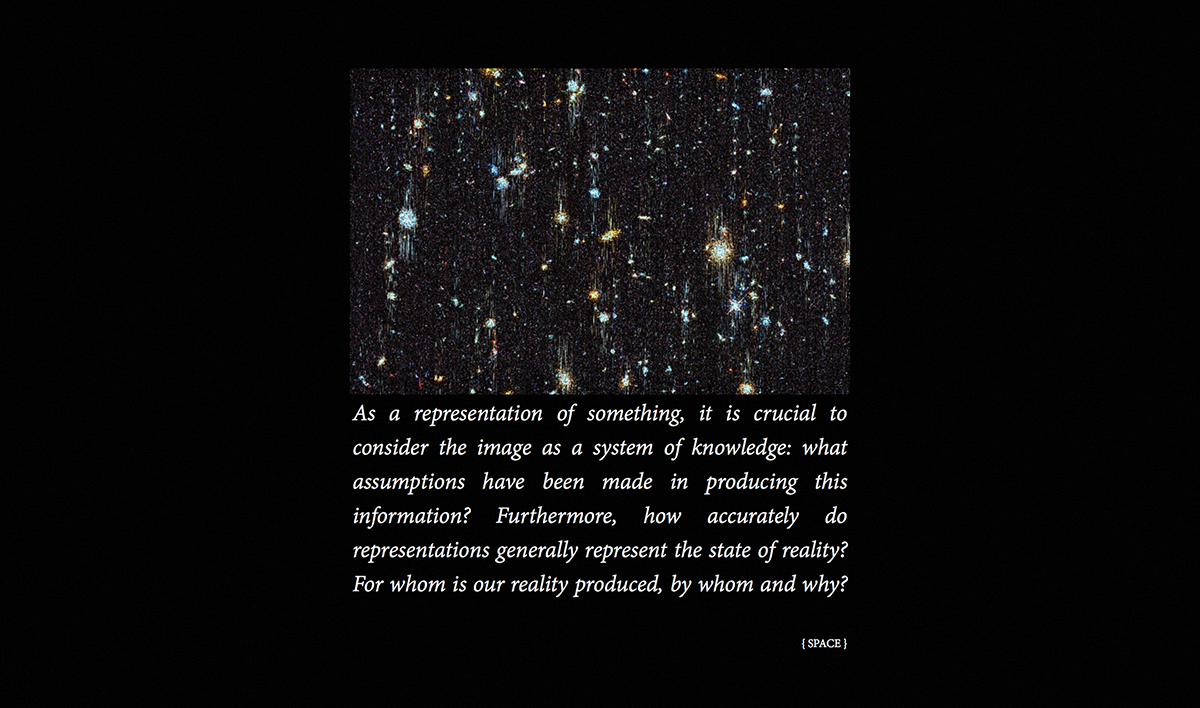 As a representation of something, it is crucial to
consider the image as a system of knowledge: what
assumptions have been made in producing this
information? Furthermore, how accurately do
representations generally represent the state of reality?
For whom is our reality produced, by whom and why?
{ SPACE }